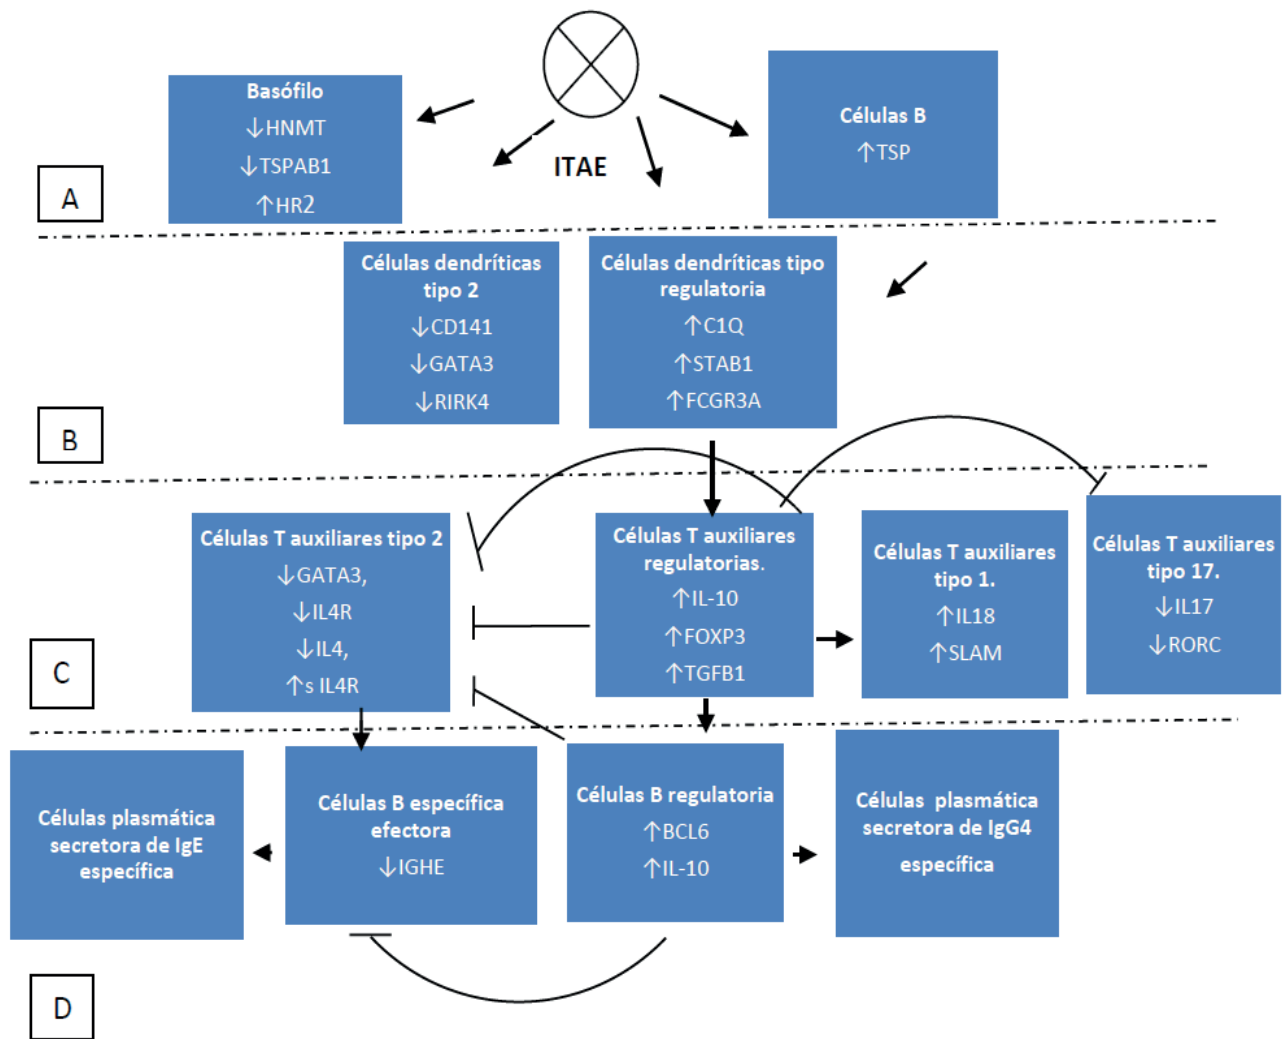 Basófilo
↓HNMT
↓TSPAB1
↑HR2
ITAE
Células B
↑TSP
A
Células dendríticas
tipo 2
↓CD141
↓GATA3
↓RIRK4
Células dendríticas tipo
regulatoria
↑C1Q
↑STAB1
↑FCGR3A
B
Células T auxiliares tipo 2
↓GATA3,
↓IL4R
↓IL4,
↑s IL4R
Células T auxiliares
regulatorias.
↑IL-10
↑FOXP3
↑TGFB1
Células T auxiliares
tipo 1.
↑IL18
↑SLAM
Células T auxiliares
tipo 17.
↓IL17
↓RORC
C
Células plasmática
secretora de IgE
específica
Células B específica
efectora
↓IGHE
Células B regulatoria
↑BCL6
↑IL-10
Células plasmática
secretora de IgG4
específica
D